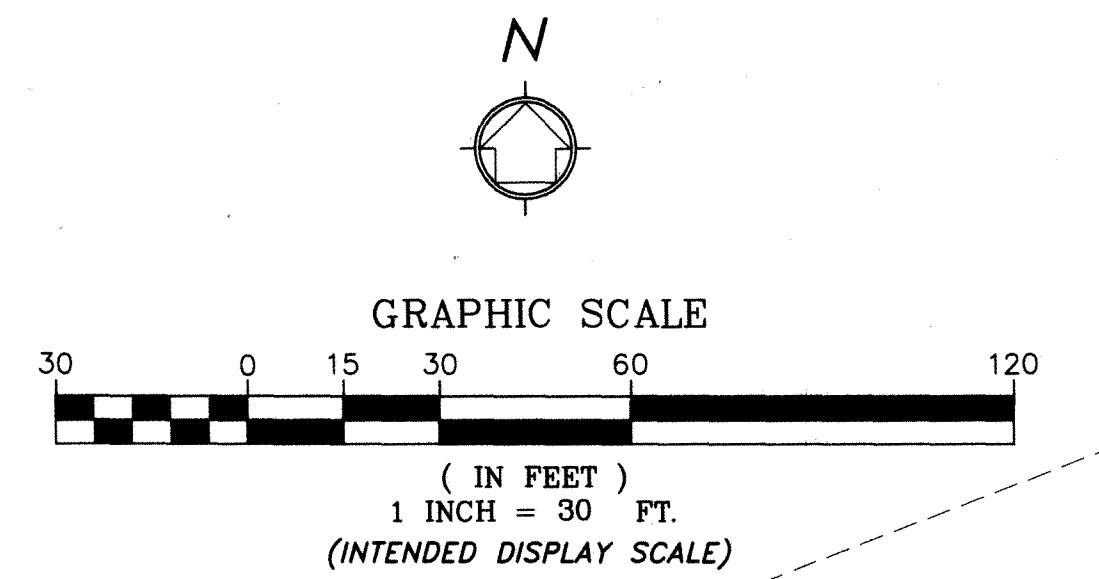 N
GRAPHIC SCALE
30 0 15 30 60 120
( IN FEET )
1 INCH = 30 FT.
(INTENDED DISPLAY SCALE)